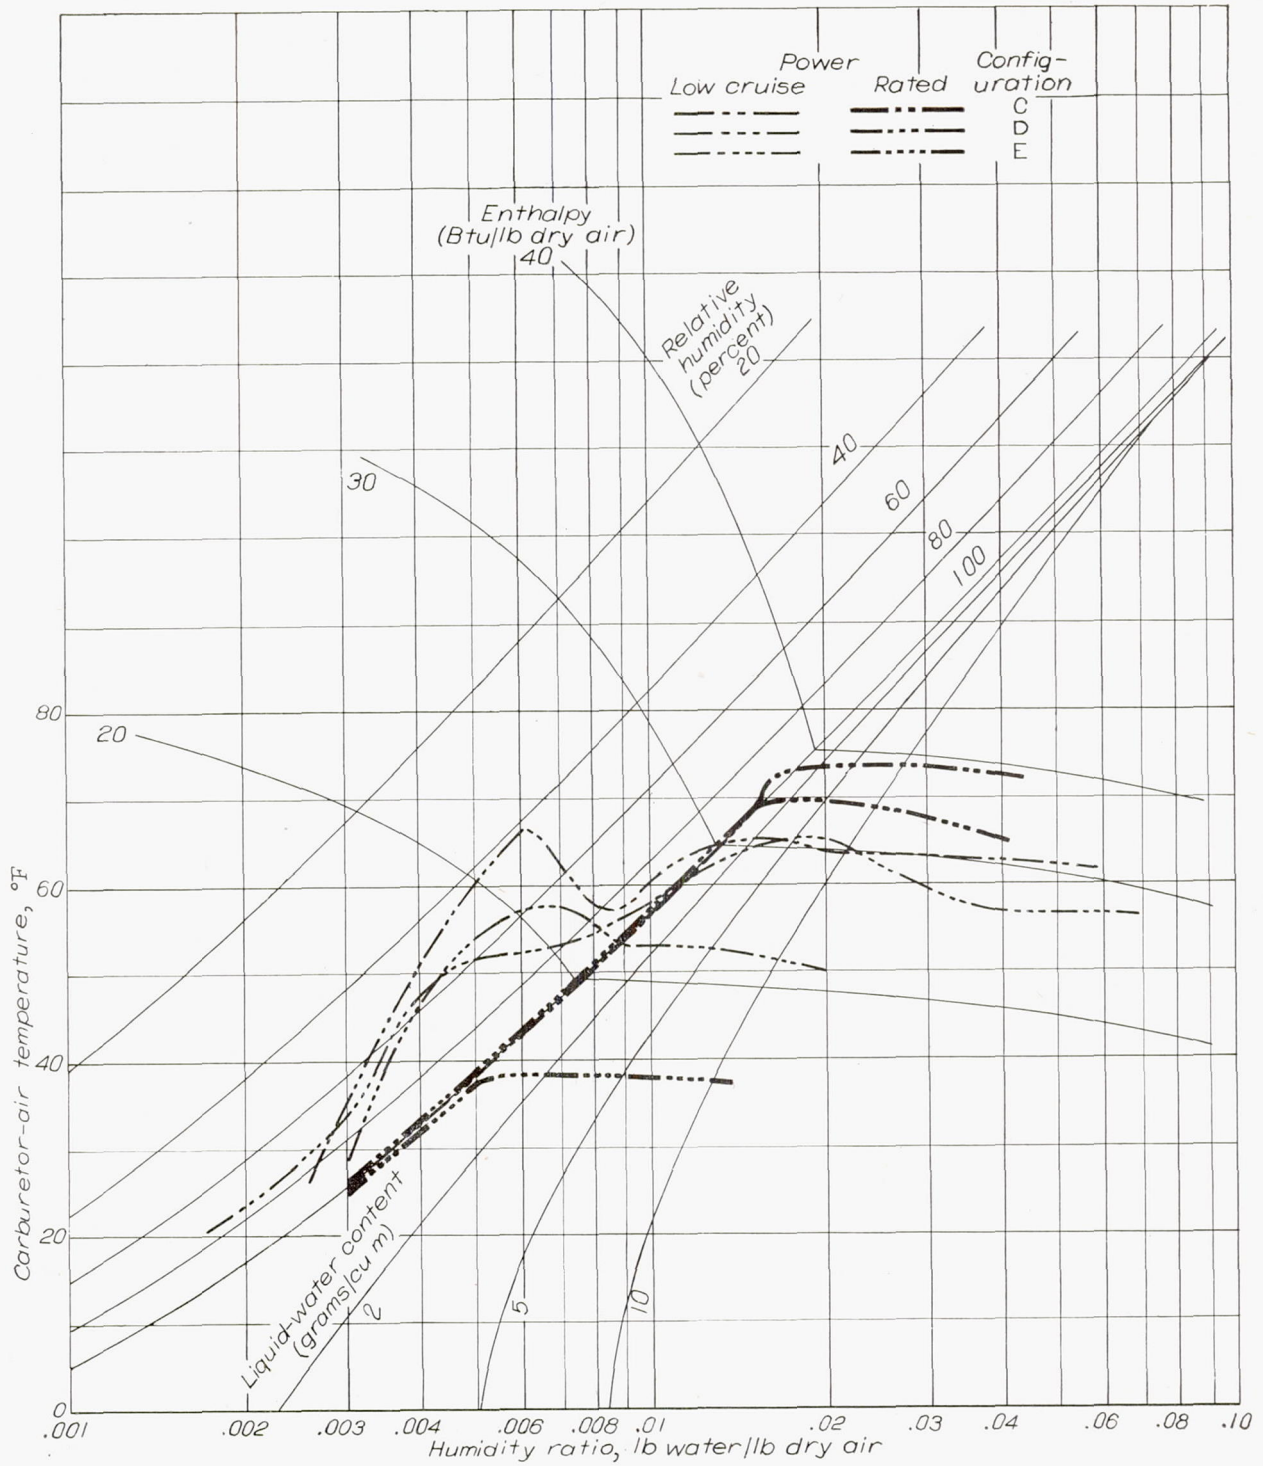 Power Config-
Low cruise Rated uration
C
D
E
Enthalpy
(Btu/lb dry air)
40
Relative
humidity
(percent)
20
40
30
60
80
100
80
20
60
40
20
0
Carburetor-air temperature, °F
Liquid-water content
(grams/cu m)
2
5
10
.001 .002 .003 .004 .006 .008 .01 .02 .03 .04 .06 .08 .10
Humidity ratio, lb water/lb dry air